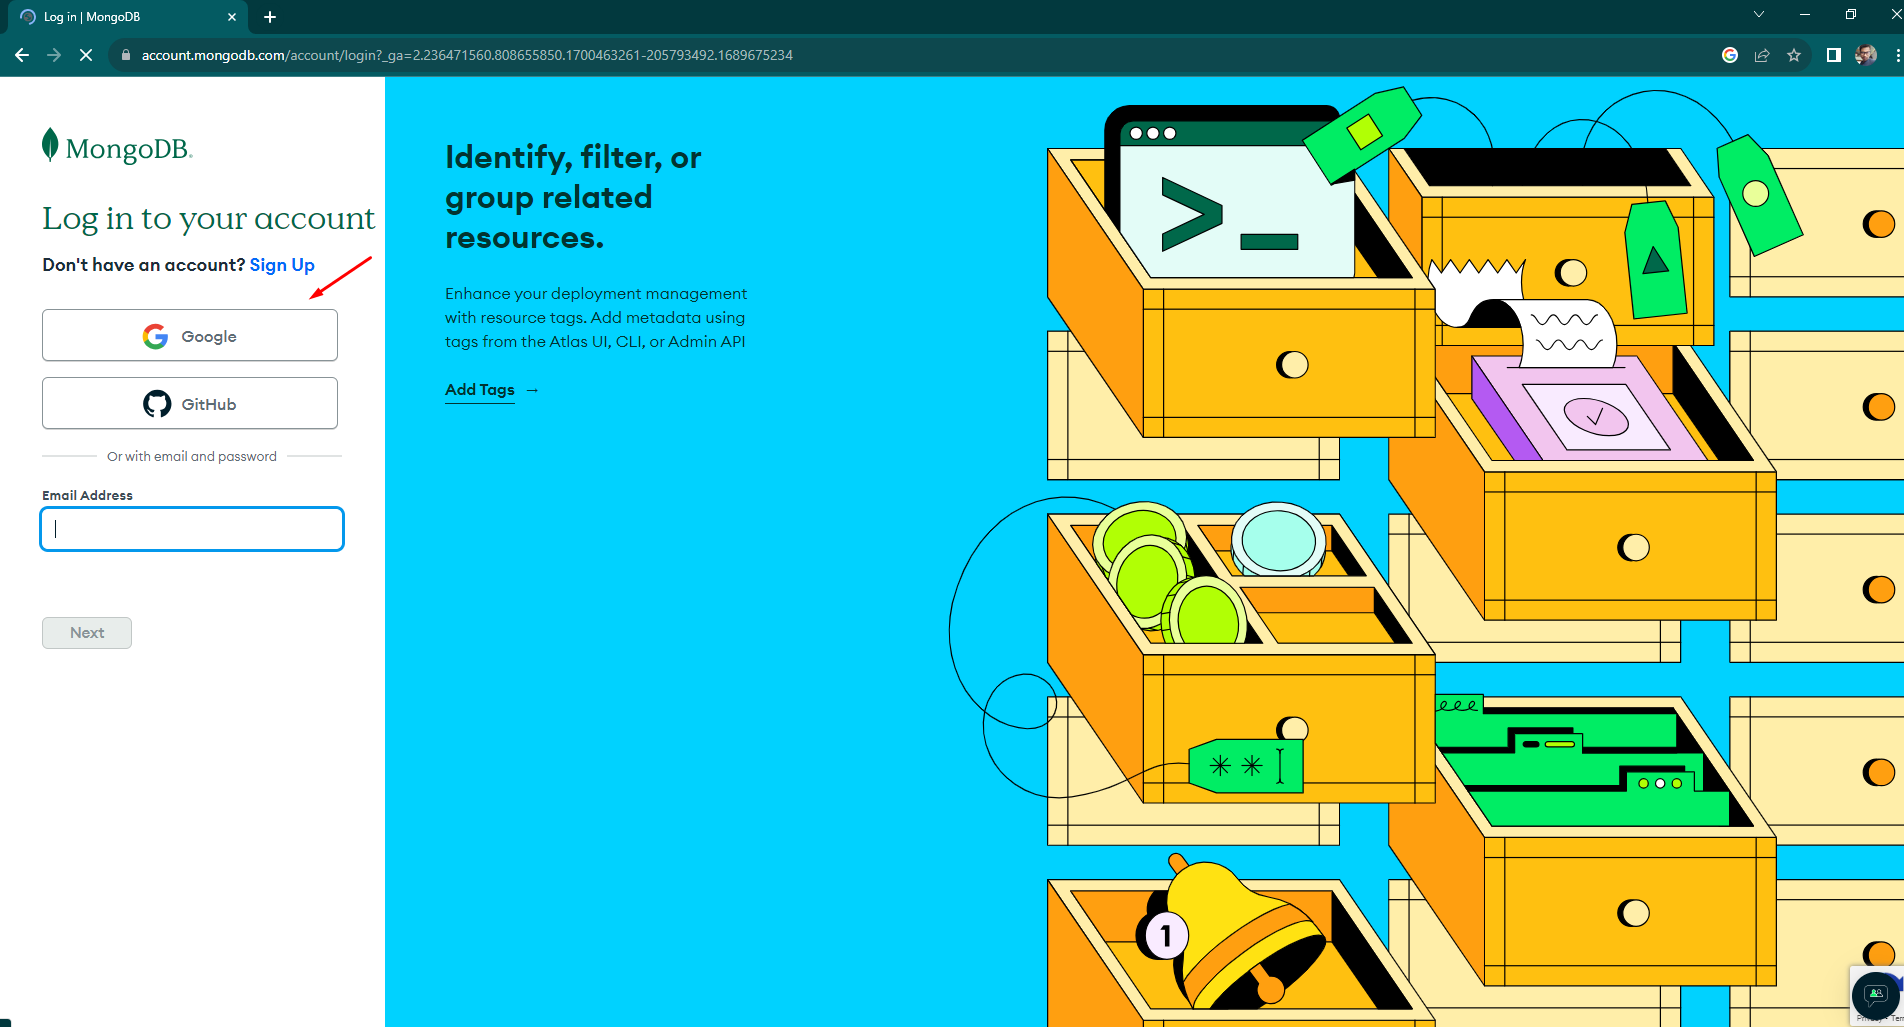 Log in | MongoDB
account.mongodb.com/account/login?_ga=2.236471560.808655850.1700463261-205793492.1689675234
MongoDB
Log in to your account
Don't have an account? Sign Up
Google
GitHub
Or with email and password
Email Address
Next
Identify, filter, or
group related
resources.
Enhance your deployment management
with resource tags. Add metadata using
tags from the Atlas UI, CLI, or Admin API
Add Tags →
>_
* *
1